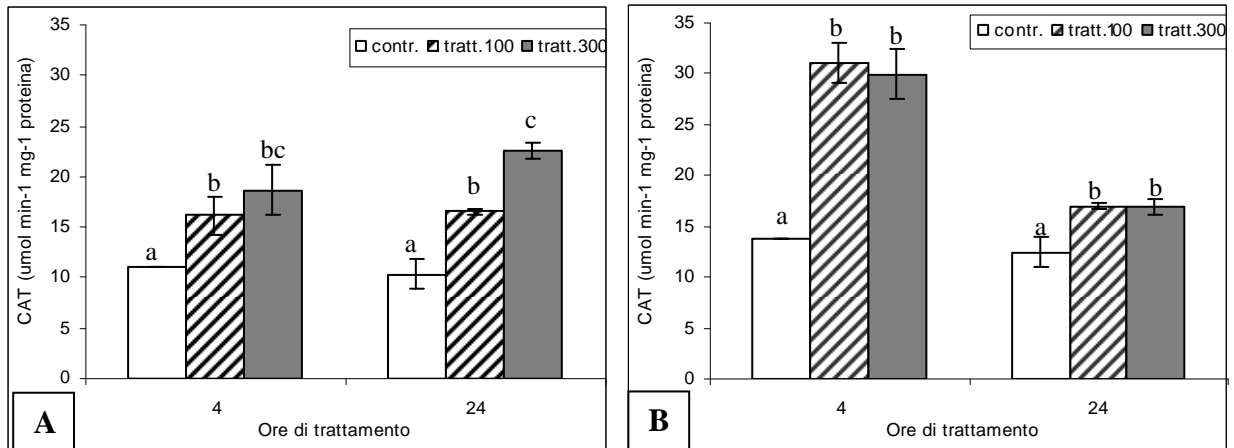 35
30
25
20
15
10
5
0
CAT (umol min-1 mg-1 proteina)
contr. tratt.100 tratt.300
a
b
bc
a
b
c
4
24
Ore di trattamento
A
35
30
25
20
15
10
5
0
CAT (umol min-1 mg-1 proteina)
contr. tratt.100 tratt.300
a
b
b
a
b
b
4
24
Ore di trattamento
B